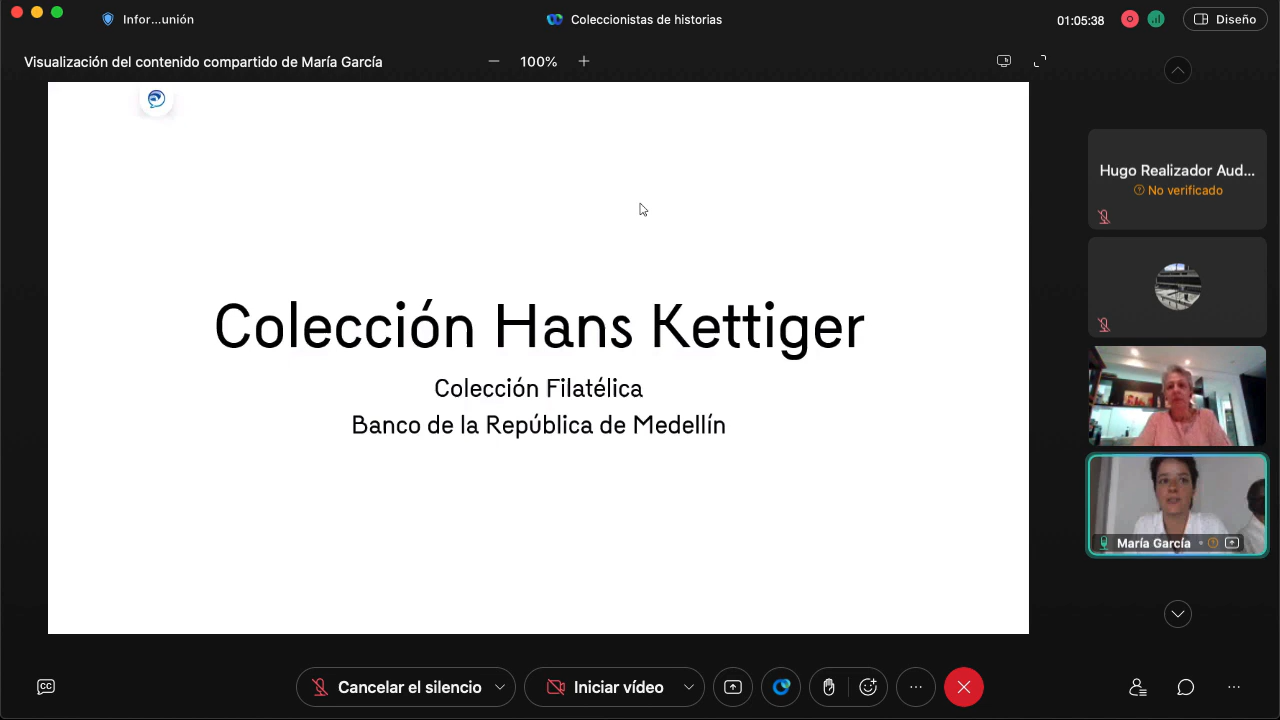 Infor...unión
Coleccionistas de historias
01:05:38
Diseño
Visualización del contenido compartido de María García
100%
Hugo Realizador Aud...
No verificado
Colección Hans Kettiger
Colección Filatélica
Banco de la República de Medellín
María García
CC
Cancelar el silencio
Iniciar vídeo